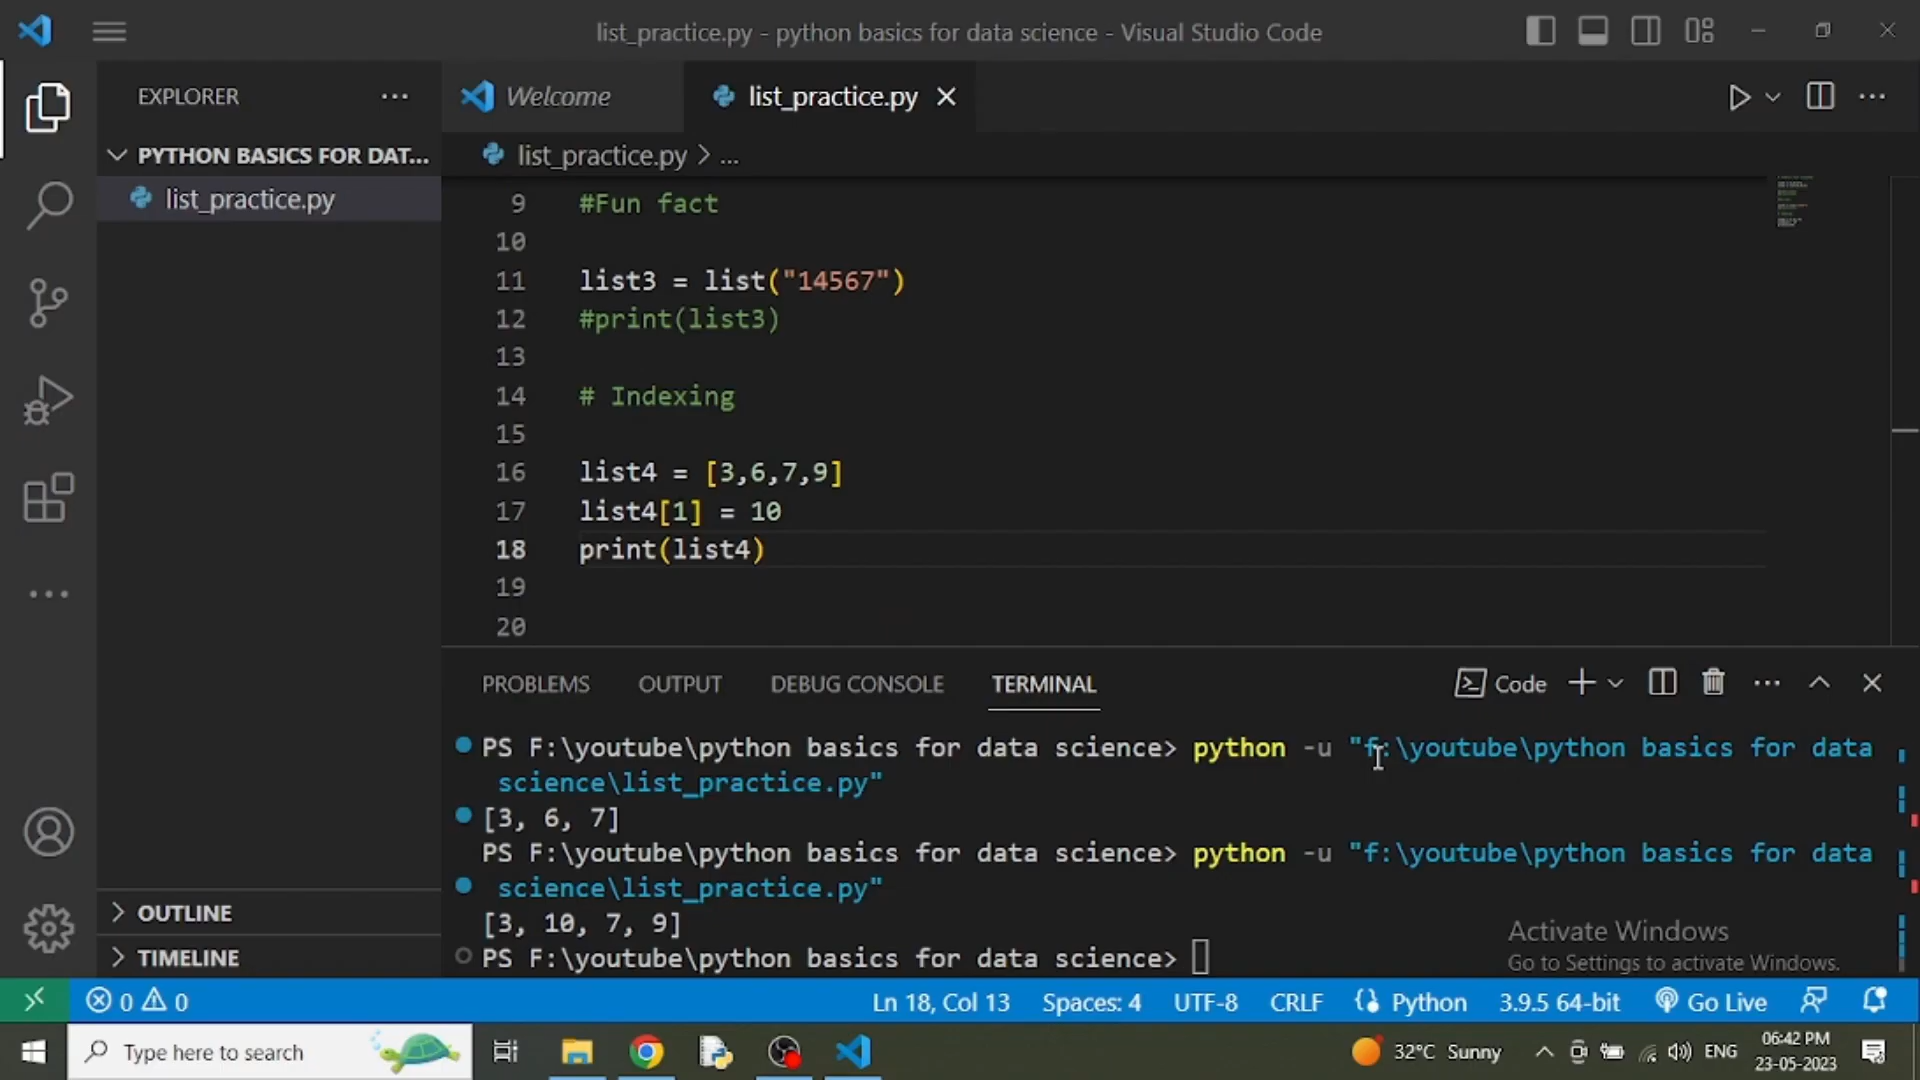 list_practice.py - python basics for data science - Visual Studio Code
EXPLORER
Welcome
list_practice.py
PYTHON BASICS FOR DAT...
list_practice.py > ...
list_practice.py
9 #Fun fact
10
11 list3 = list("14567")
12 #print(list3)
13
14 # Indexing
15
16 list4 = [3,6,7,9]
17 list4[1] = 10
18 print(list4)
19
20
PROBLEMS OUTPUT DEBUG CONSOLE TERMINAL Code
PS F:\youtube\python basics for data science> python -u "f:\youtube\python basics for data
science\list_practice.py"
[3, 6, 7]
PS F:\youtube\python basics for data science> python -u "f:\youtube\python basics for data
science\list_practice.py"
[3, 10, 7, 9]
PS F:\youtube\python basics for data science>
OUTLINE
TIMELINE
Activate Windows
Go to Settings to activate Windows.
0 0 Ln 18, Col 13 Spaces: 4 UTF-8 CRLF Python 3.9.5 64-bit Go Live
Type here to search
32°C Sunny
ENG
06:42 PM
23-05-2023